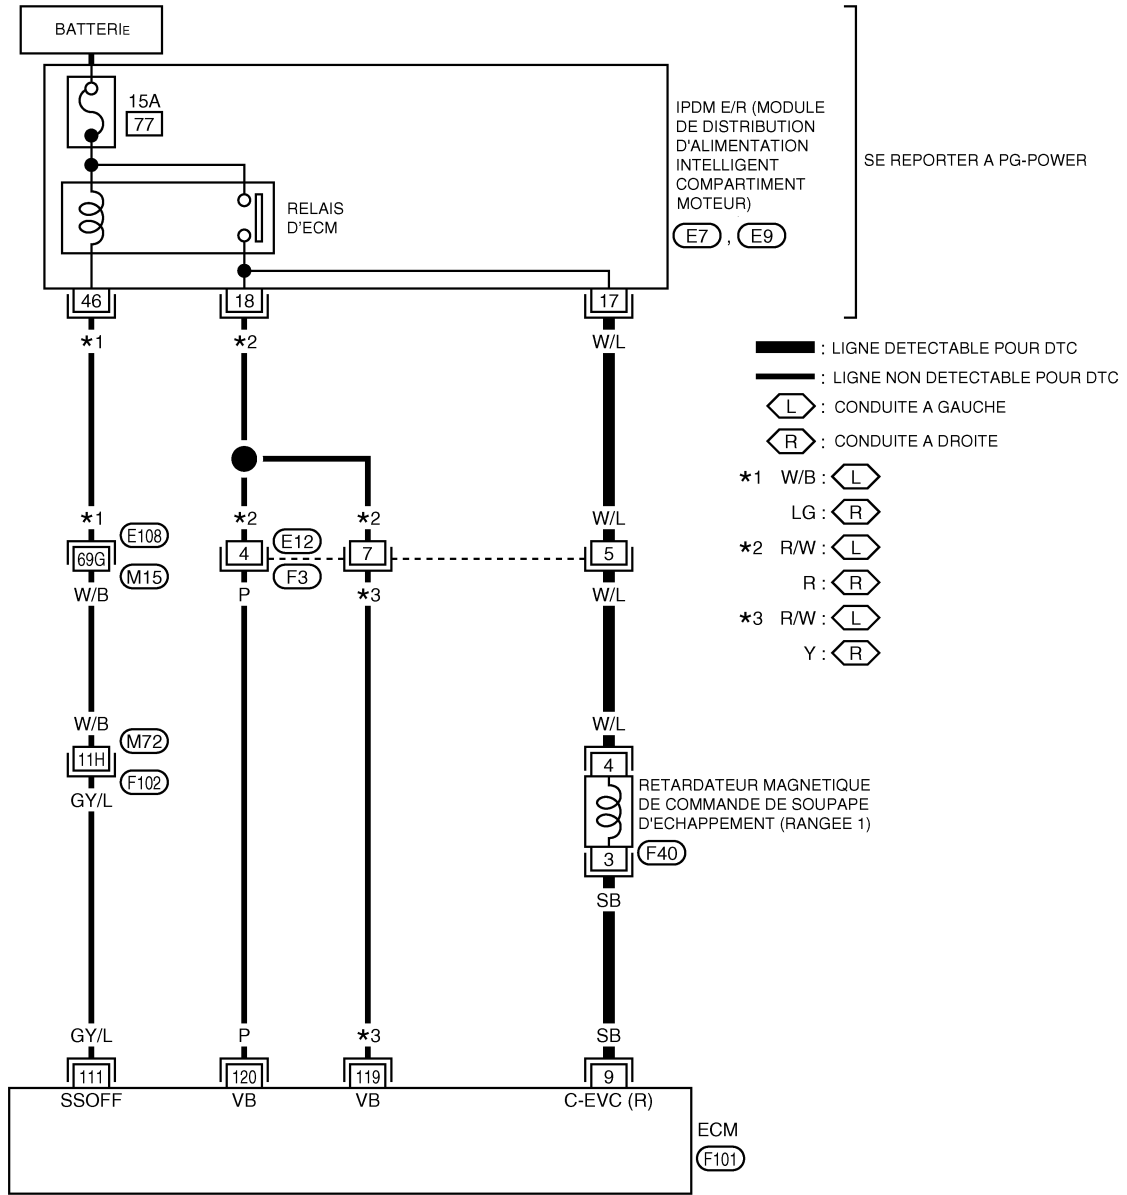 BATTERIE
15A
77
IPDM E/R (MODULE
DE DISTRIBUTION
D'ALIMENTATION
INTELLIGENT
COMPARTIMENT
MOTEUR)
E7 , E9
SE REPORTER A PG-POWER
RELAIS
D'ECM
46 18 17
*1 *2 W/L
: LIGNE DETECTABLE POUR DTC
: LIGNE NON DETECTABLE POUR DTC
L : CONDUITE A GAUCHE
R : CONDUITE A DROITE
*1 W/B : L
LG : R
*2 R/W : L
R : R
*3 R/W : L
Y : R
*1 *2 *2 W/L
E108 E12
69G 4 7 5
M15 F3
W/B P *3 W/L
W/B W/L
M72
11H 4
F102
GY/L
RETARDATEUR MAGNETIQUE
DE COMMANDE DE SOUPAPE
D'ECHAPPEMENT (RANGEE 1)
3 F40
SB
GY/L P *3 SB
111 120 119 9
SSOFF VB VB C-EVC (R)
ECM
F101